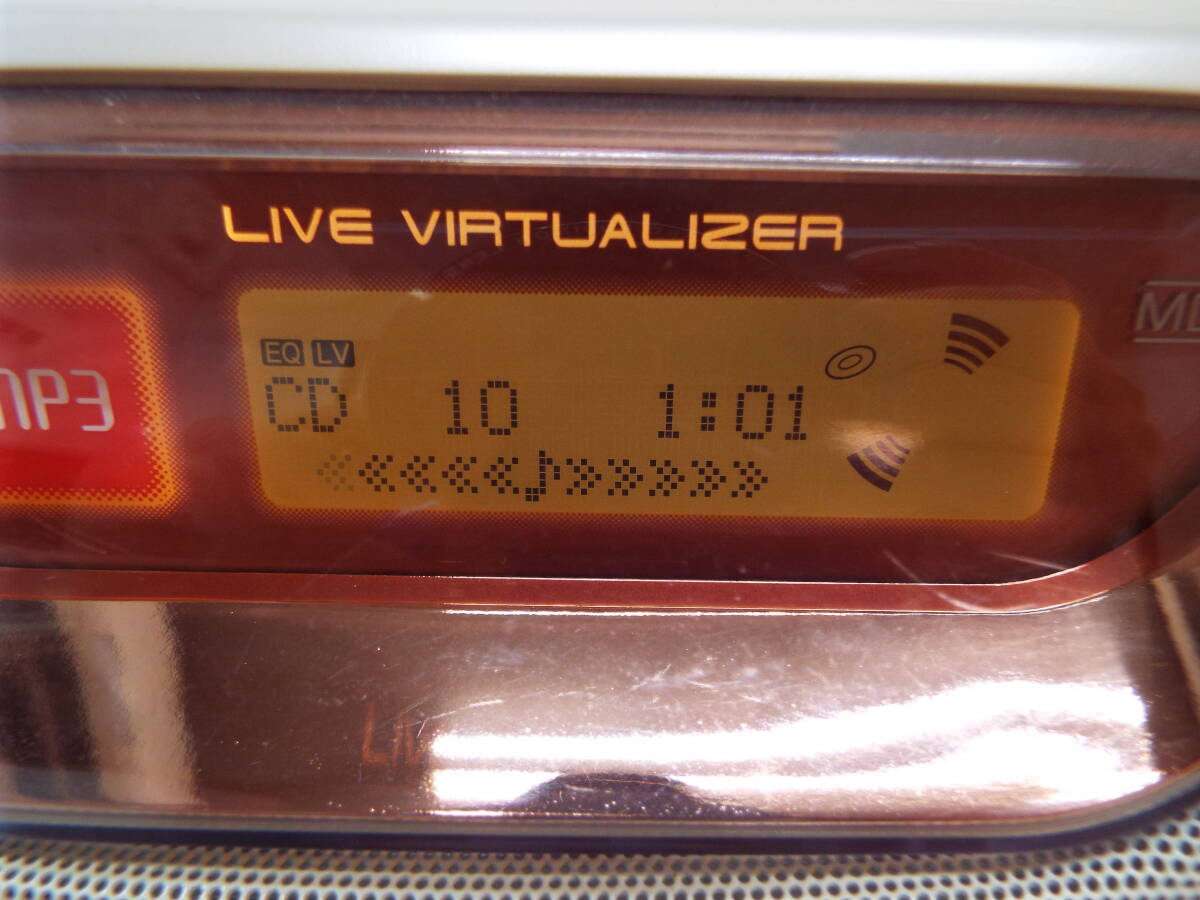 LIVE VIRTUALIZER
MP3
EQ LV
CD 10 1:01
«««««♪»»»»»